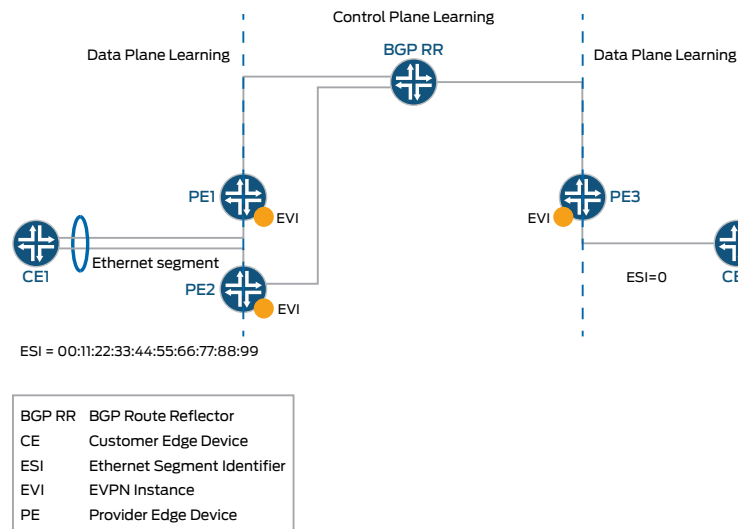 Control Plane Learning
Data Plane Learning
BGP RR
Data Plane Learning
PE1
EVI
EVI
PE3
CE1
Ethernet segment
PE2
EVI
ESI=0
CE
ESI = 00:11:22:33:44:55:66:77:88:99
BGP RR BGP Route Reflector
CE Customer Edge Device
ESI Ethernet Segment Identifier
EVI EVPN Instance
PE Provider Edge Device